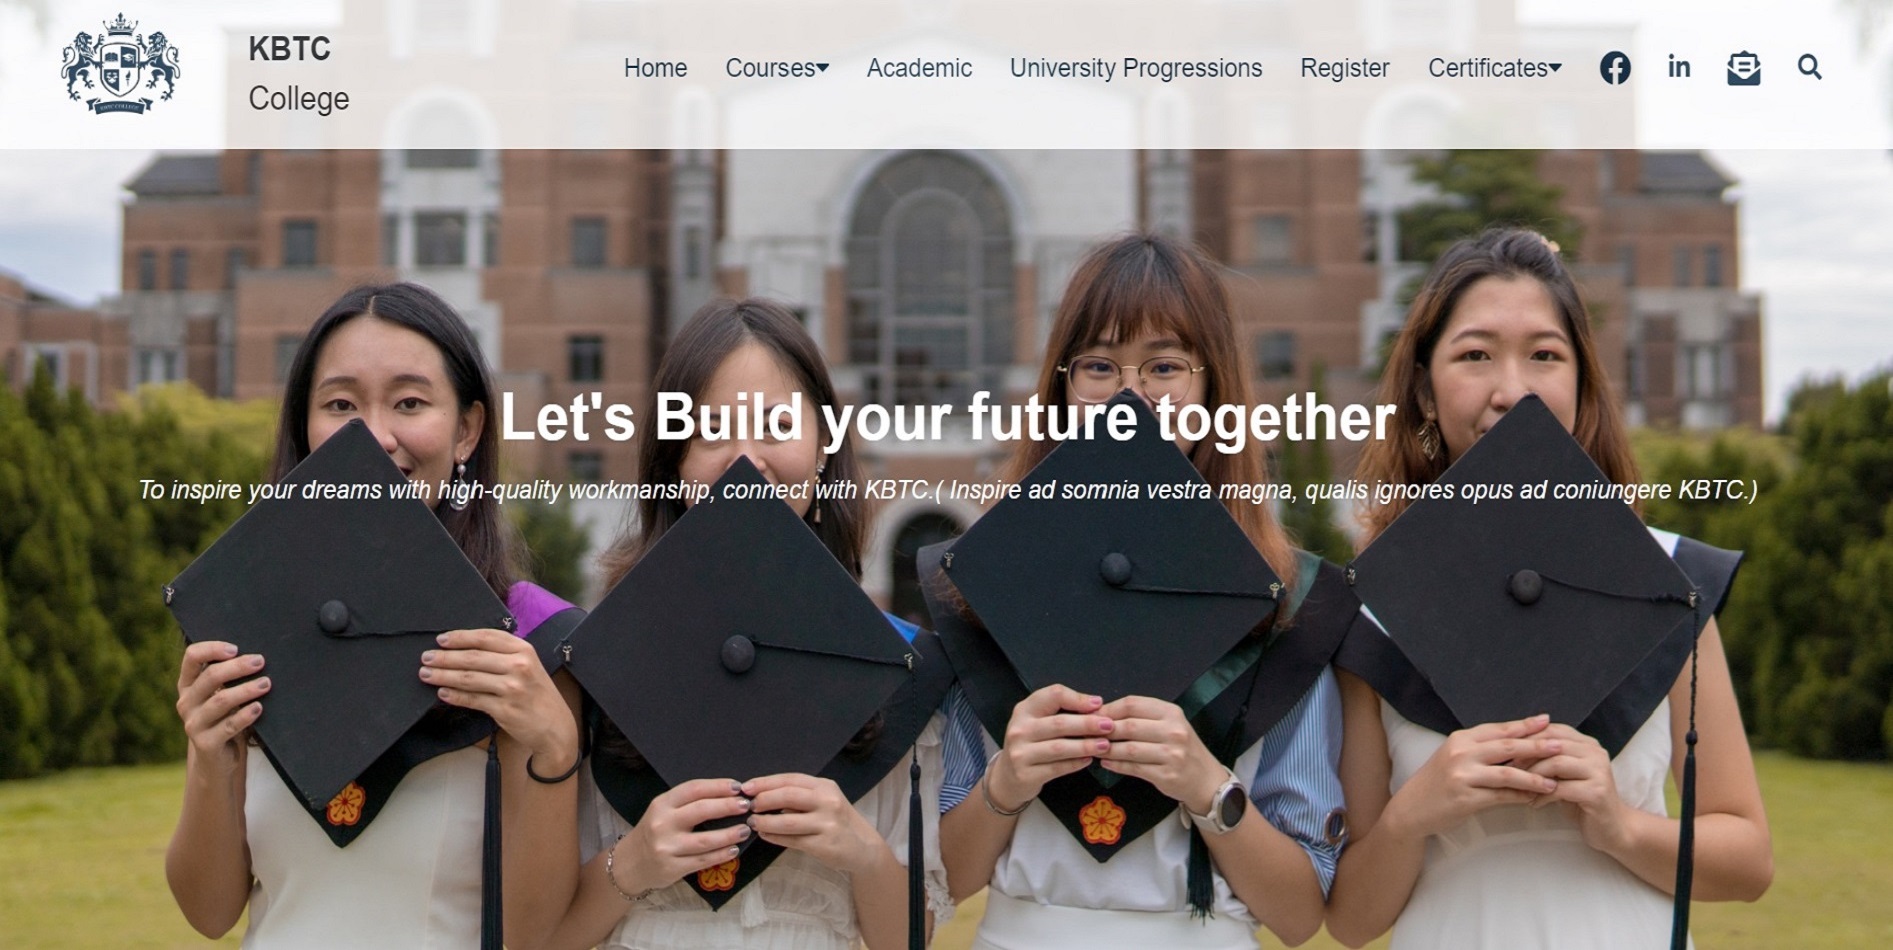 KBTC
College
Home Courses Academic University Progressions Register Certificates
Let's Build your future together
To inspire your dreams with high-quality workmanship, connect with KBTC.( Inspire ad somnia vestra magna, qualis ignores opus ad coniungere KBTC.)